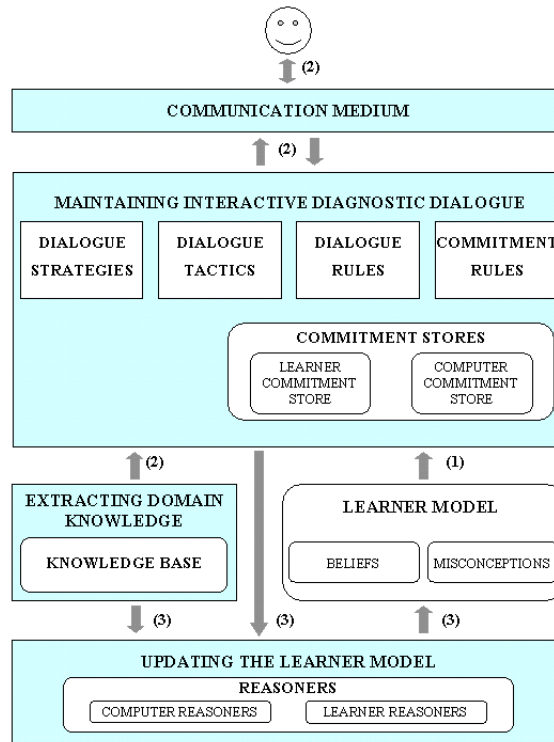 (2)
COMMUNICATION MEDIUM
(2)
MAINTAINING INTERACTIVE DIAGNOSTIC DIALOGUE
DIALOGUE
STRATEGIES
DIALOGUE
TACTICS
DIALOGUE
RULES
COMMITMENT
RULES
COMMITMENT STORES
LEARNER
COMMITMENT
STORE
COMPUTER
COMMITMENT
STORE
(2)
(1)
EXTRACTING DOMAIN
KNOWLEDGE
KNOWLEDGE BASE
LEARNER MODEL
BELIEFS
MISCONCEPTIONS
(3)
(3)
(3)
UPDATING THE LEARNER MODEL
REASONERS
COMPUTER REASONERS
LEARNER REASONERS